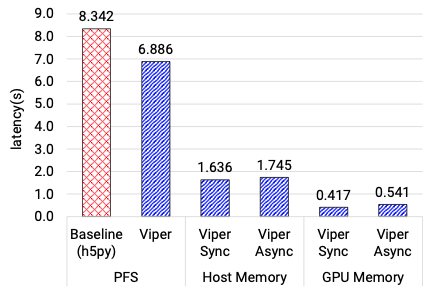 9.0
8.0
7.0
6.0
5.0
4.0
3.0
2.0
1.0
0.0
latency(s)
8.342
6.886
1.636
1.745
0.417
0.541
Baseline
(h5py)
Viper
Viper
Sync
Viper
Async
Viper
Sync
Viper
Async
PFS
Host Memory
GPU Memory